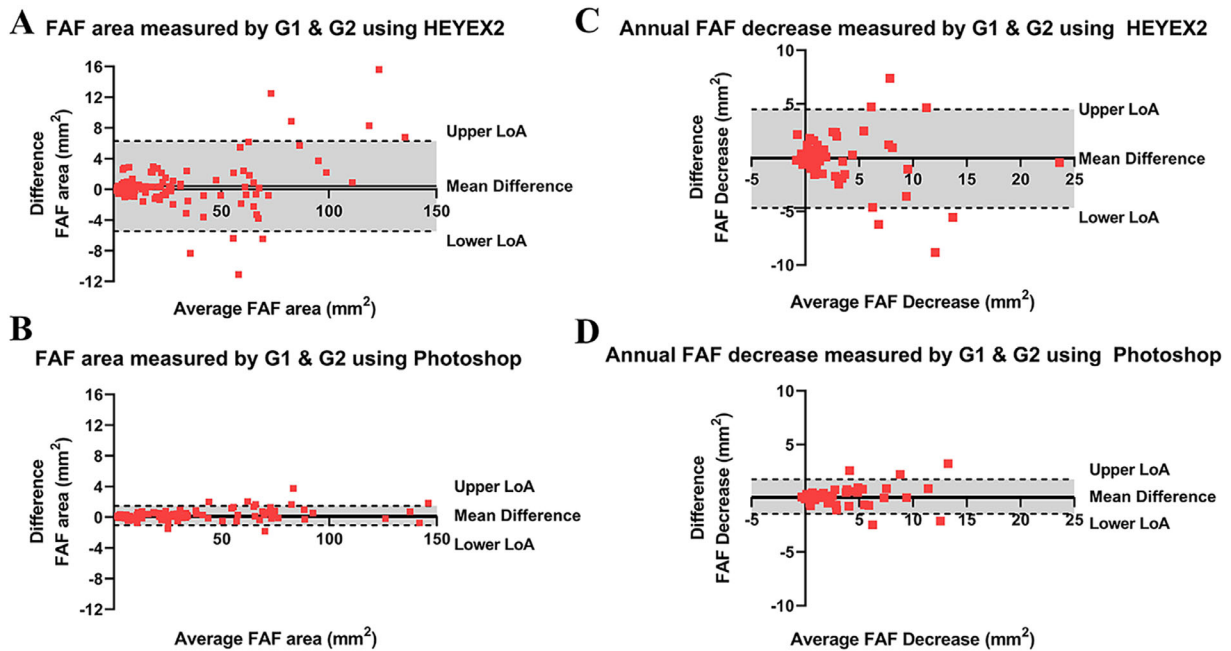 A
FAF area measured by G1 & G2 using HEYEX2
16
12
8
4
0
-4
-8
-12
50
100
150
Difference
FAF area (mm²)
Upper LoA
Mean Difference
Lower LoA
Average FAF area (mm²)
B
FAF area measured by G1 & G2 using Photoshop
16
12
8
4
0
-4
-8
-12
50
100
150
Difference
FAF area (mm²)
Upper LoA
Mean Difference
Lower LoA
Average FAF area (mm²)
C
Annual FAF decrease measured by G1 & G2 using HEYEX2
10
5
-5
-10
-5
5
10
15
20
25
Difference
FAF Decrease (mm²)
Upper LoA
Mean Difference
Lower LoA
Average FAF Decrease (mm²)
D
Annual FAF decrease measured by G1 & G2 using Photoshop
10
5
-5
-10
-5
5
10
15
20
25
Difference
FAF Decrease (mm²)
Upper LoA
Mean Difference
Lower LoA
Average FAF Decrease (mm²)